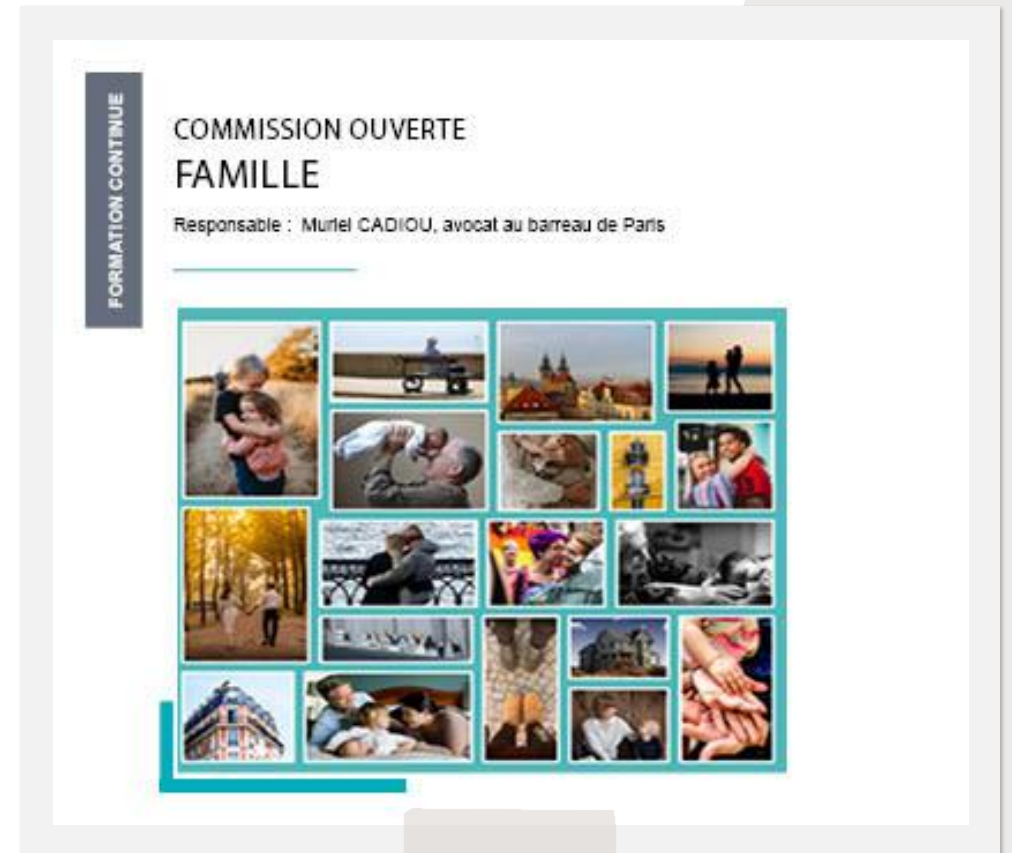 FORMATION CONTINUE
COMMISSION OUVERTE
FAMILLE
Responsable : Muriel CADIOU, avocat au barreau de Paris